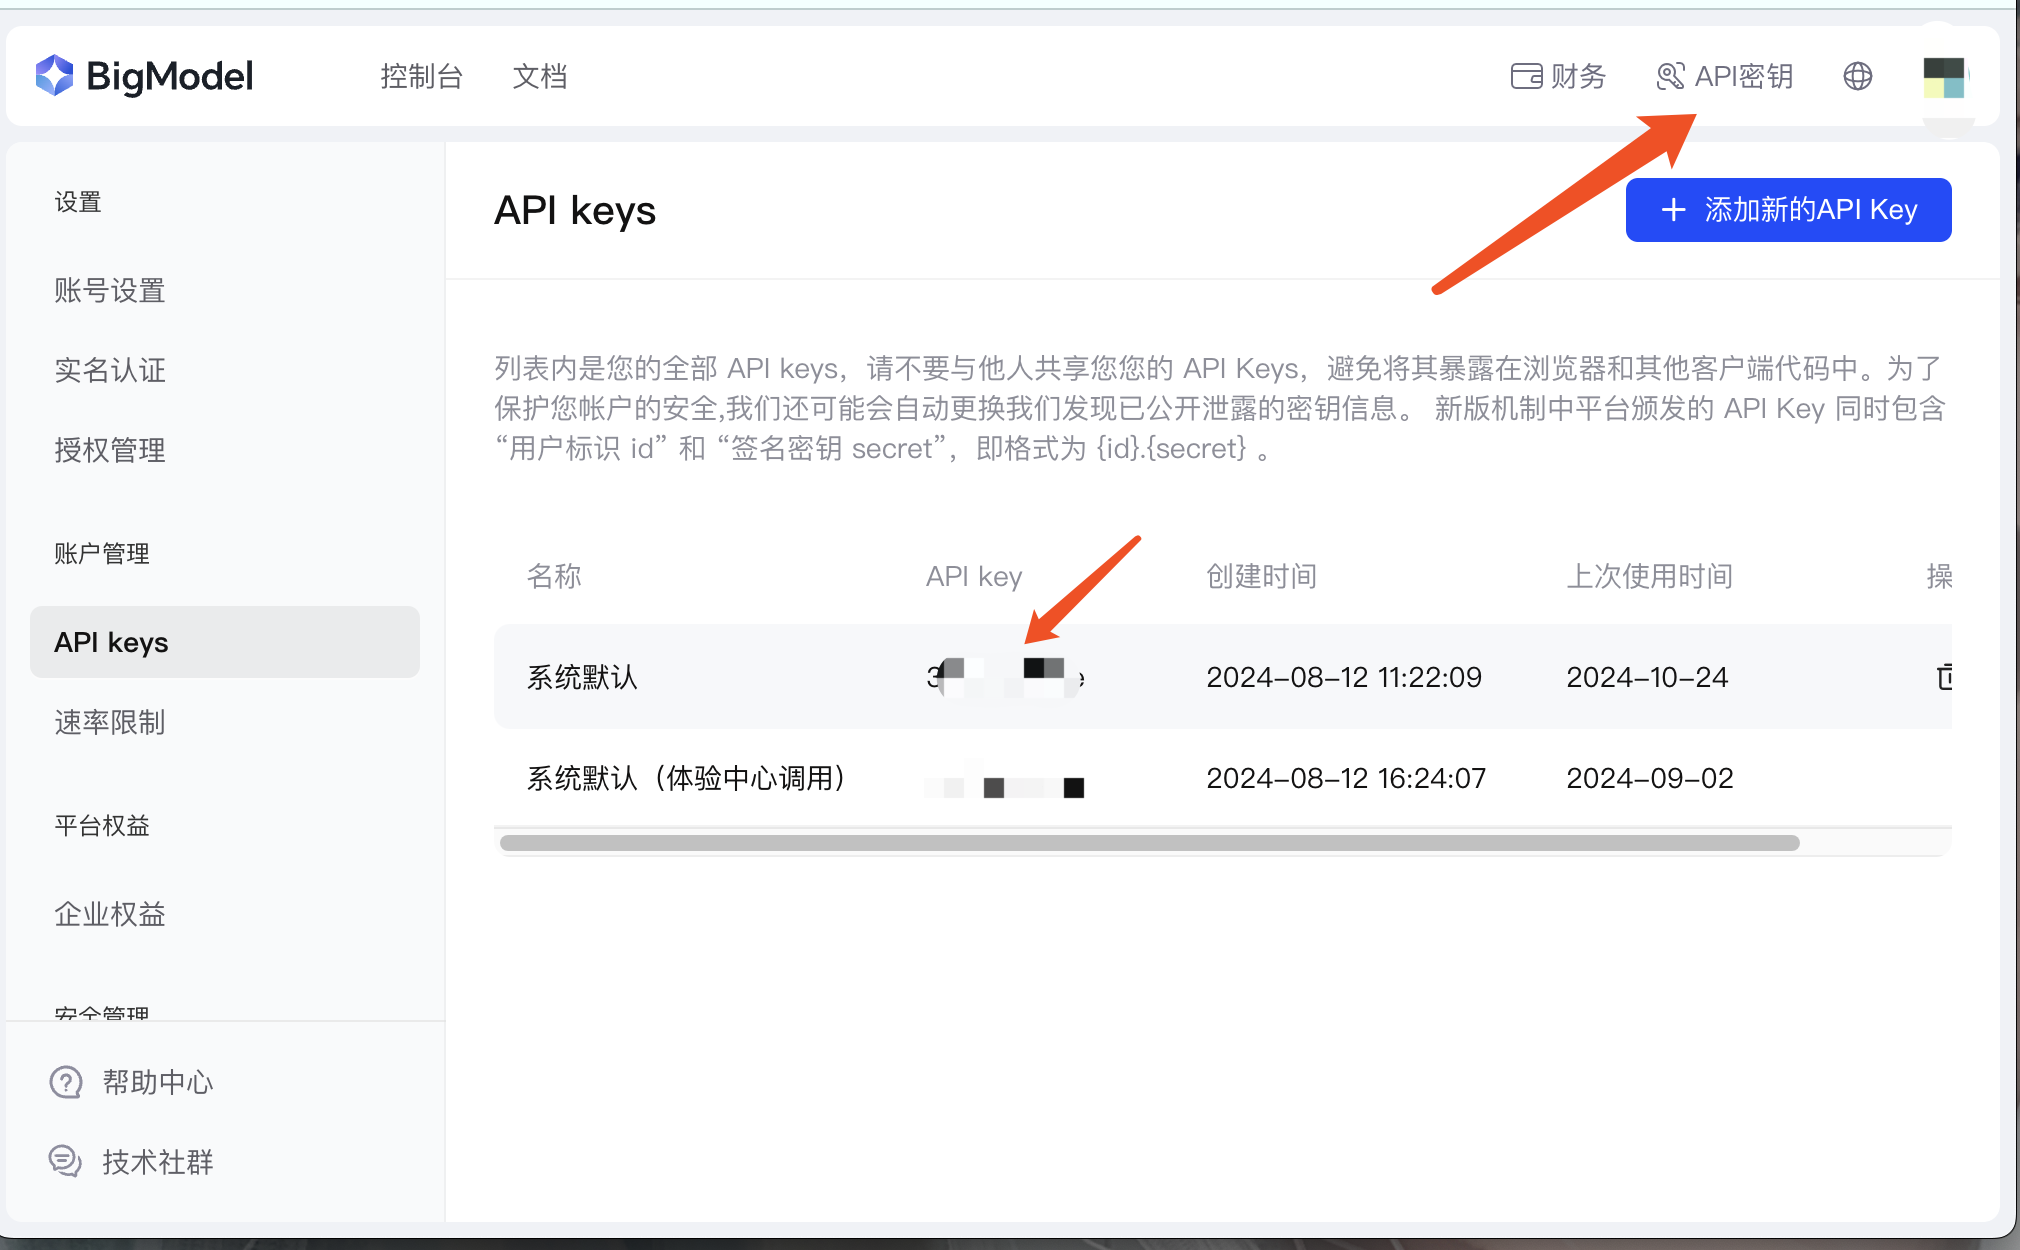 BigModel
控制台
文档
财务
API密钥
设置
账号设置
实名认证
授权管理
账户管理
API keys
速率限制
平台权益
企业权益
安全管理
帮助中心
技术社群
API keys
+ 添加新的API Key
列表内是您的全部 API keys，请不要与他人共享您您的 API Keys，避免将其暴露在浏览器和其他客户端代码中。为了
保护您帐户的安全,我们还可能会自动更换我们发现已公开泄露的密钥信息。 新版机制中平台颁发的 API Key 同时包含
“用户标识 id” 和 “签名密钥 secret”，即格式为 {id}.{secret} 。
名称
API key
创建时间
上次使用时间
操
系统默认
2024-08-12 11:22:09
2024-10-24
系统默认（体验中心调用）
2024-08-12 16:24:07
2024-09-02